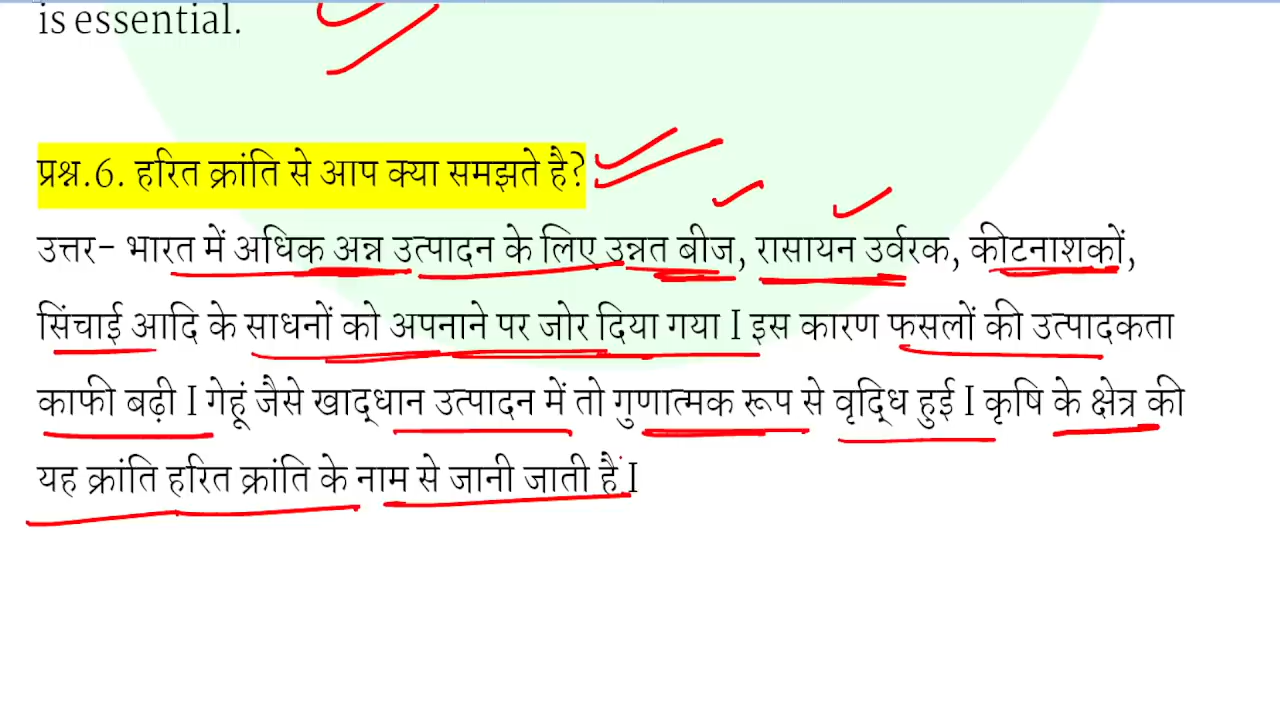 is essential.
प्रश्न.6. हरित क्रांति से आप क्या समझते है?
उत्तर- भारत में अधिक अन्न उत्पादन के लिए उन्नत बीज, रासायन उर्वरक, कीटनाशकों,
सिंचाई आदि के साधनों को अपनाने पर जोर दिया गया I इस कारण फसलों की उत्पादकता
काफी बढ़ी I गेहूं जैसे खाद्धान उत्पादन में तो गुणात्मक रूप से वृद्धि हुई I कृषि के क्षेत्र की
यह क्रांति हरित क्रांति के नाम से जानी जाती है I